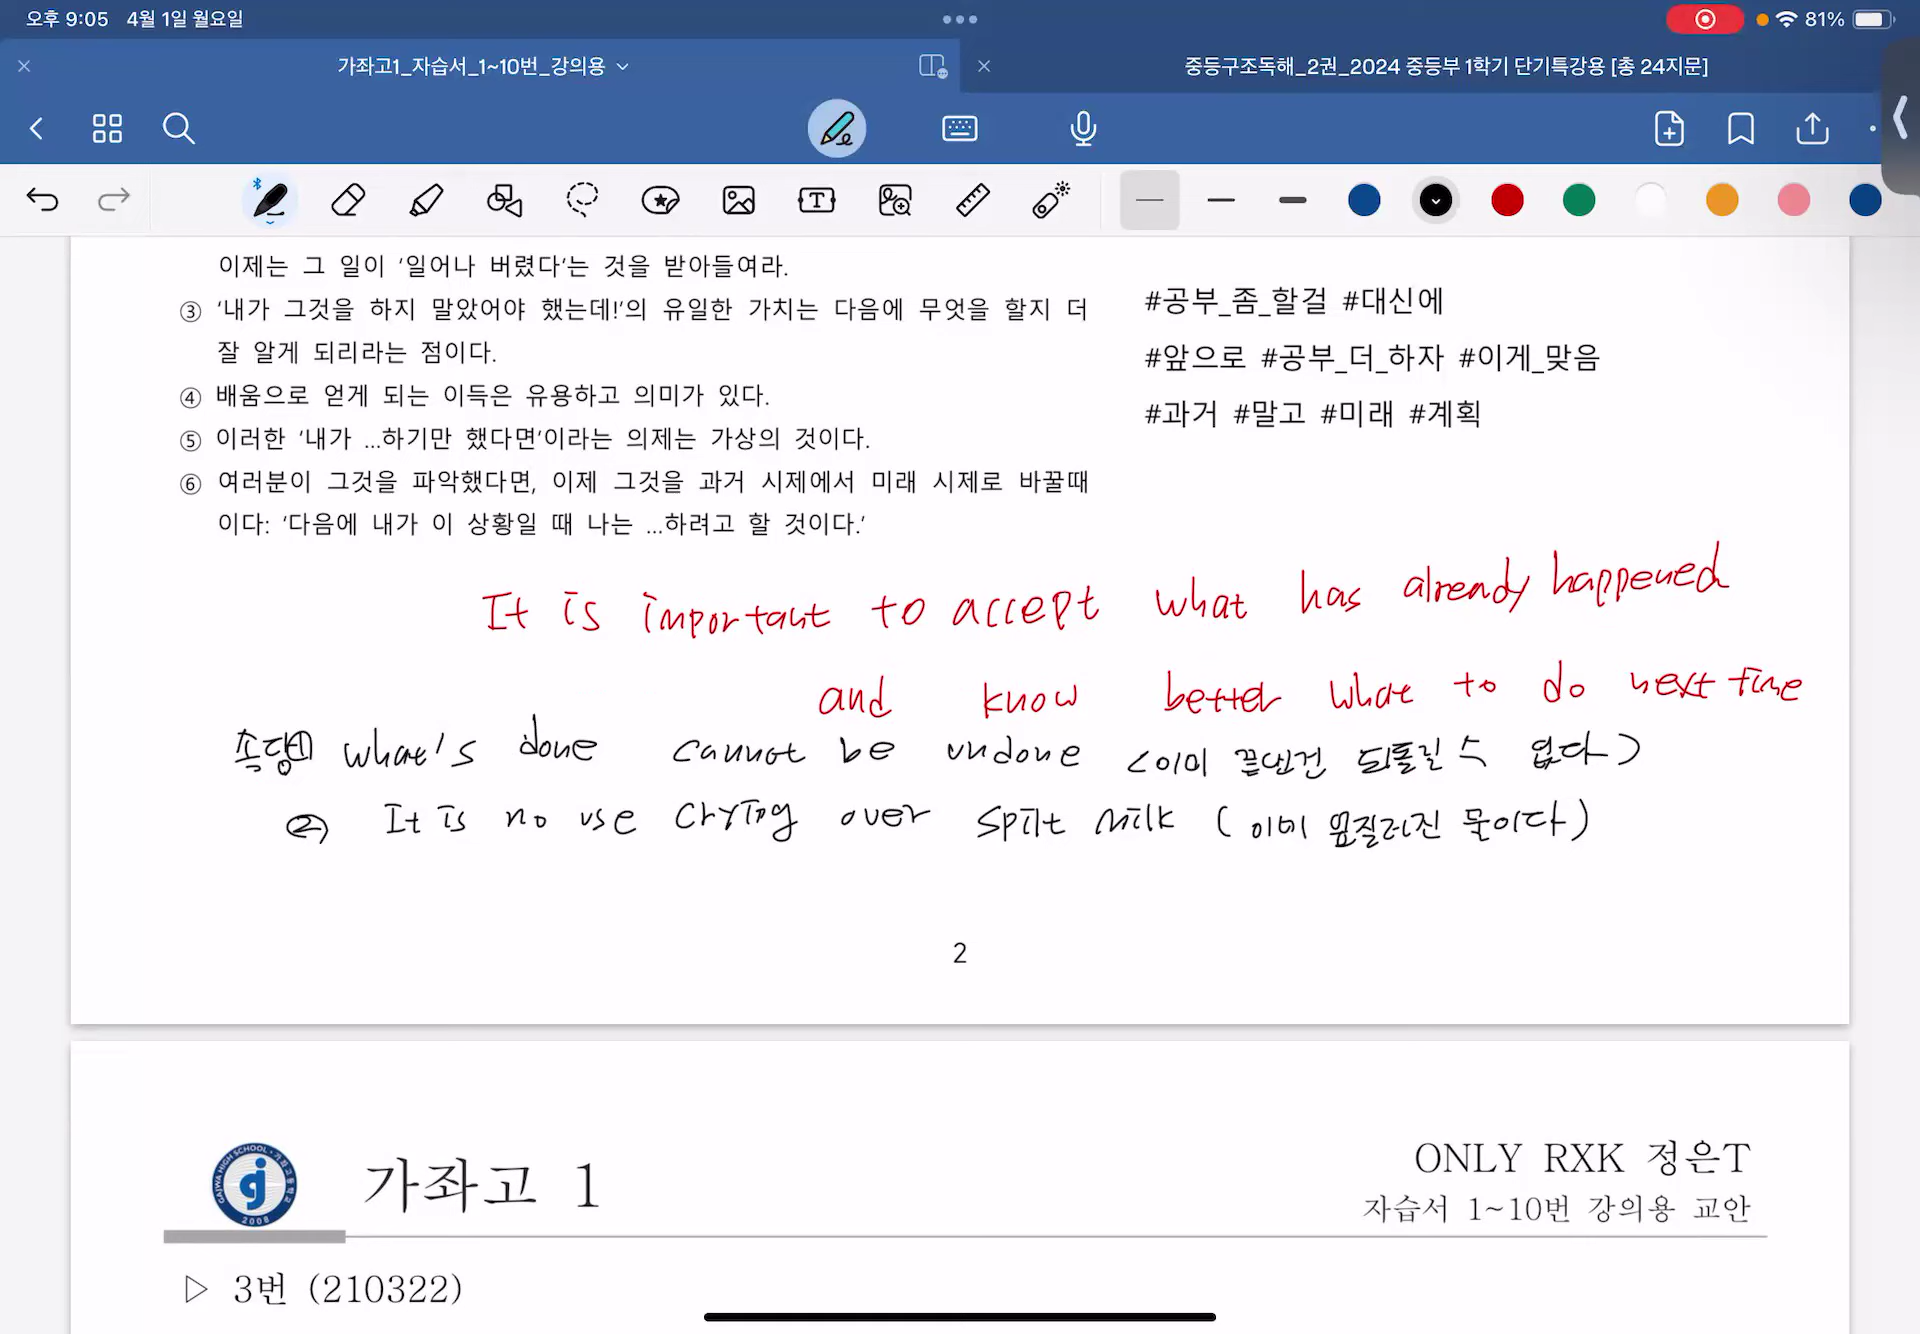 오후 9:05 4월 1일 월요일
81%
가좌고1_자습서_1~10번_강의용
중등구조독해_2권_2024 중등부 1학기 단기특강용 [총 24지문]
이제는 그 일이 ‘일어나 버렸다’는 것을 받아들여라.
③ ‘내가 그것을 하지 말았어야 했는데!’의 유일한 가치는 다음에 무엇을 할지 더
잘 알게 되리라는 점이다.
④ 배움으로 얻게 되는 이득은 유용하고 의미가 있다.
⑤ 이러한 ‘내가 …하기만 했다면’이라는 의제는 가상의 것이다.
⑥ 여러분이 그것을 파악했다면, 이제 그것을 과거 시제에서 미래 시제로 바꿀때
이다: ‘다음에 내가 이 상황일 때 나는 …하려고 할 것이다.’
#공부_좀_할걸 #대신에
#앞으로 #공부_더_하자 #이게_맞음
#과거 #말고 #미래 #계획
It is important to accept what has already happened
and know better what to do next time
속담① what's done cannot be undone (이미 끝낸건 되돌릴 수 없다)
② It is no use crying over spilt milk (이미 엎질러진 물이다)
2
GAJWA HIGH SCHOOL · 가좌고등학교
g
2008
가좌고 1
ONLY RXK 정은T
자습서 1~10번 강의용 교안
▷ 3번 (210322)